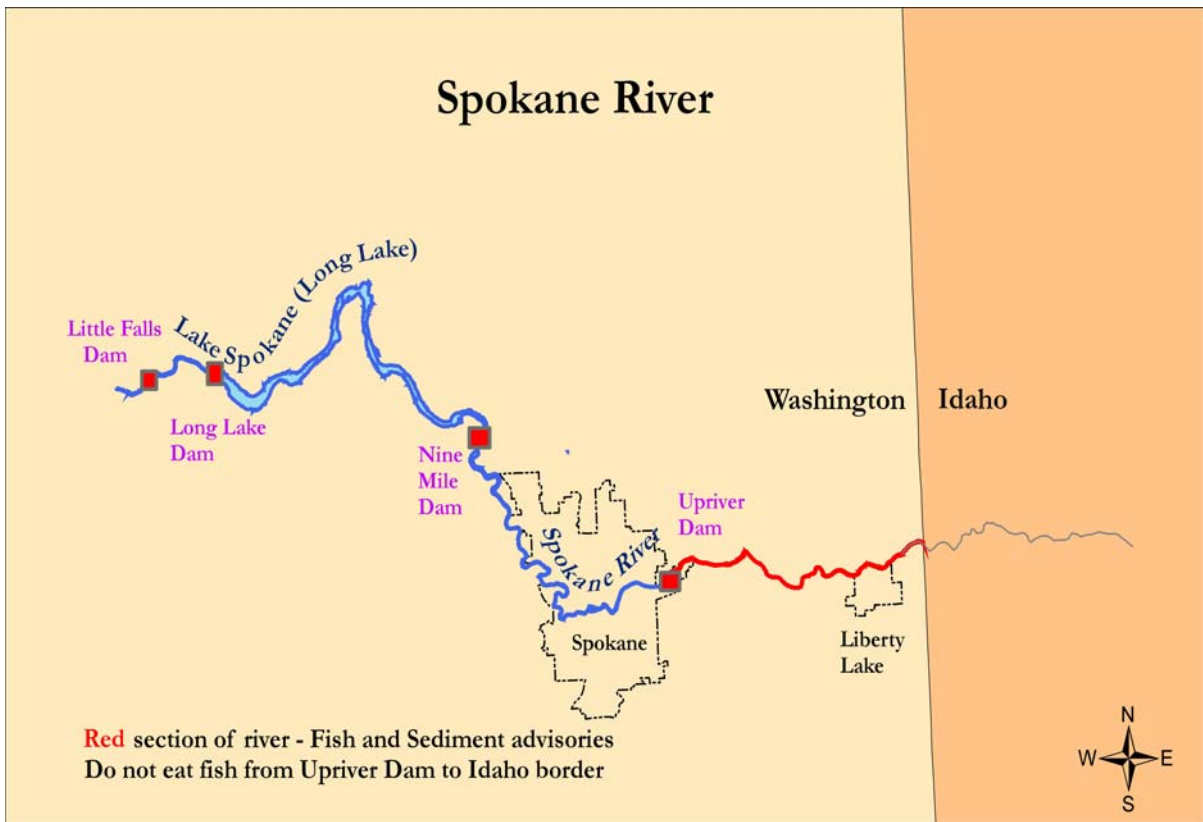 Spokane River
Lake Spokane (Long Lake)
Little Falls
Dam
Long Lake
Dam
Washington
Idaho
Nine
Mile
Dam
Upriver
Dam
Spokane River
Spokane
Liberty
Lake
Red section of river - Fish and Sediment advisories
Do not eat fish from Upriver Dam to Idaho border
N
W
E
S